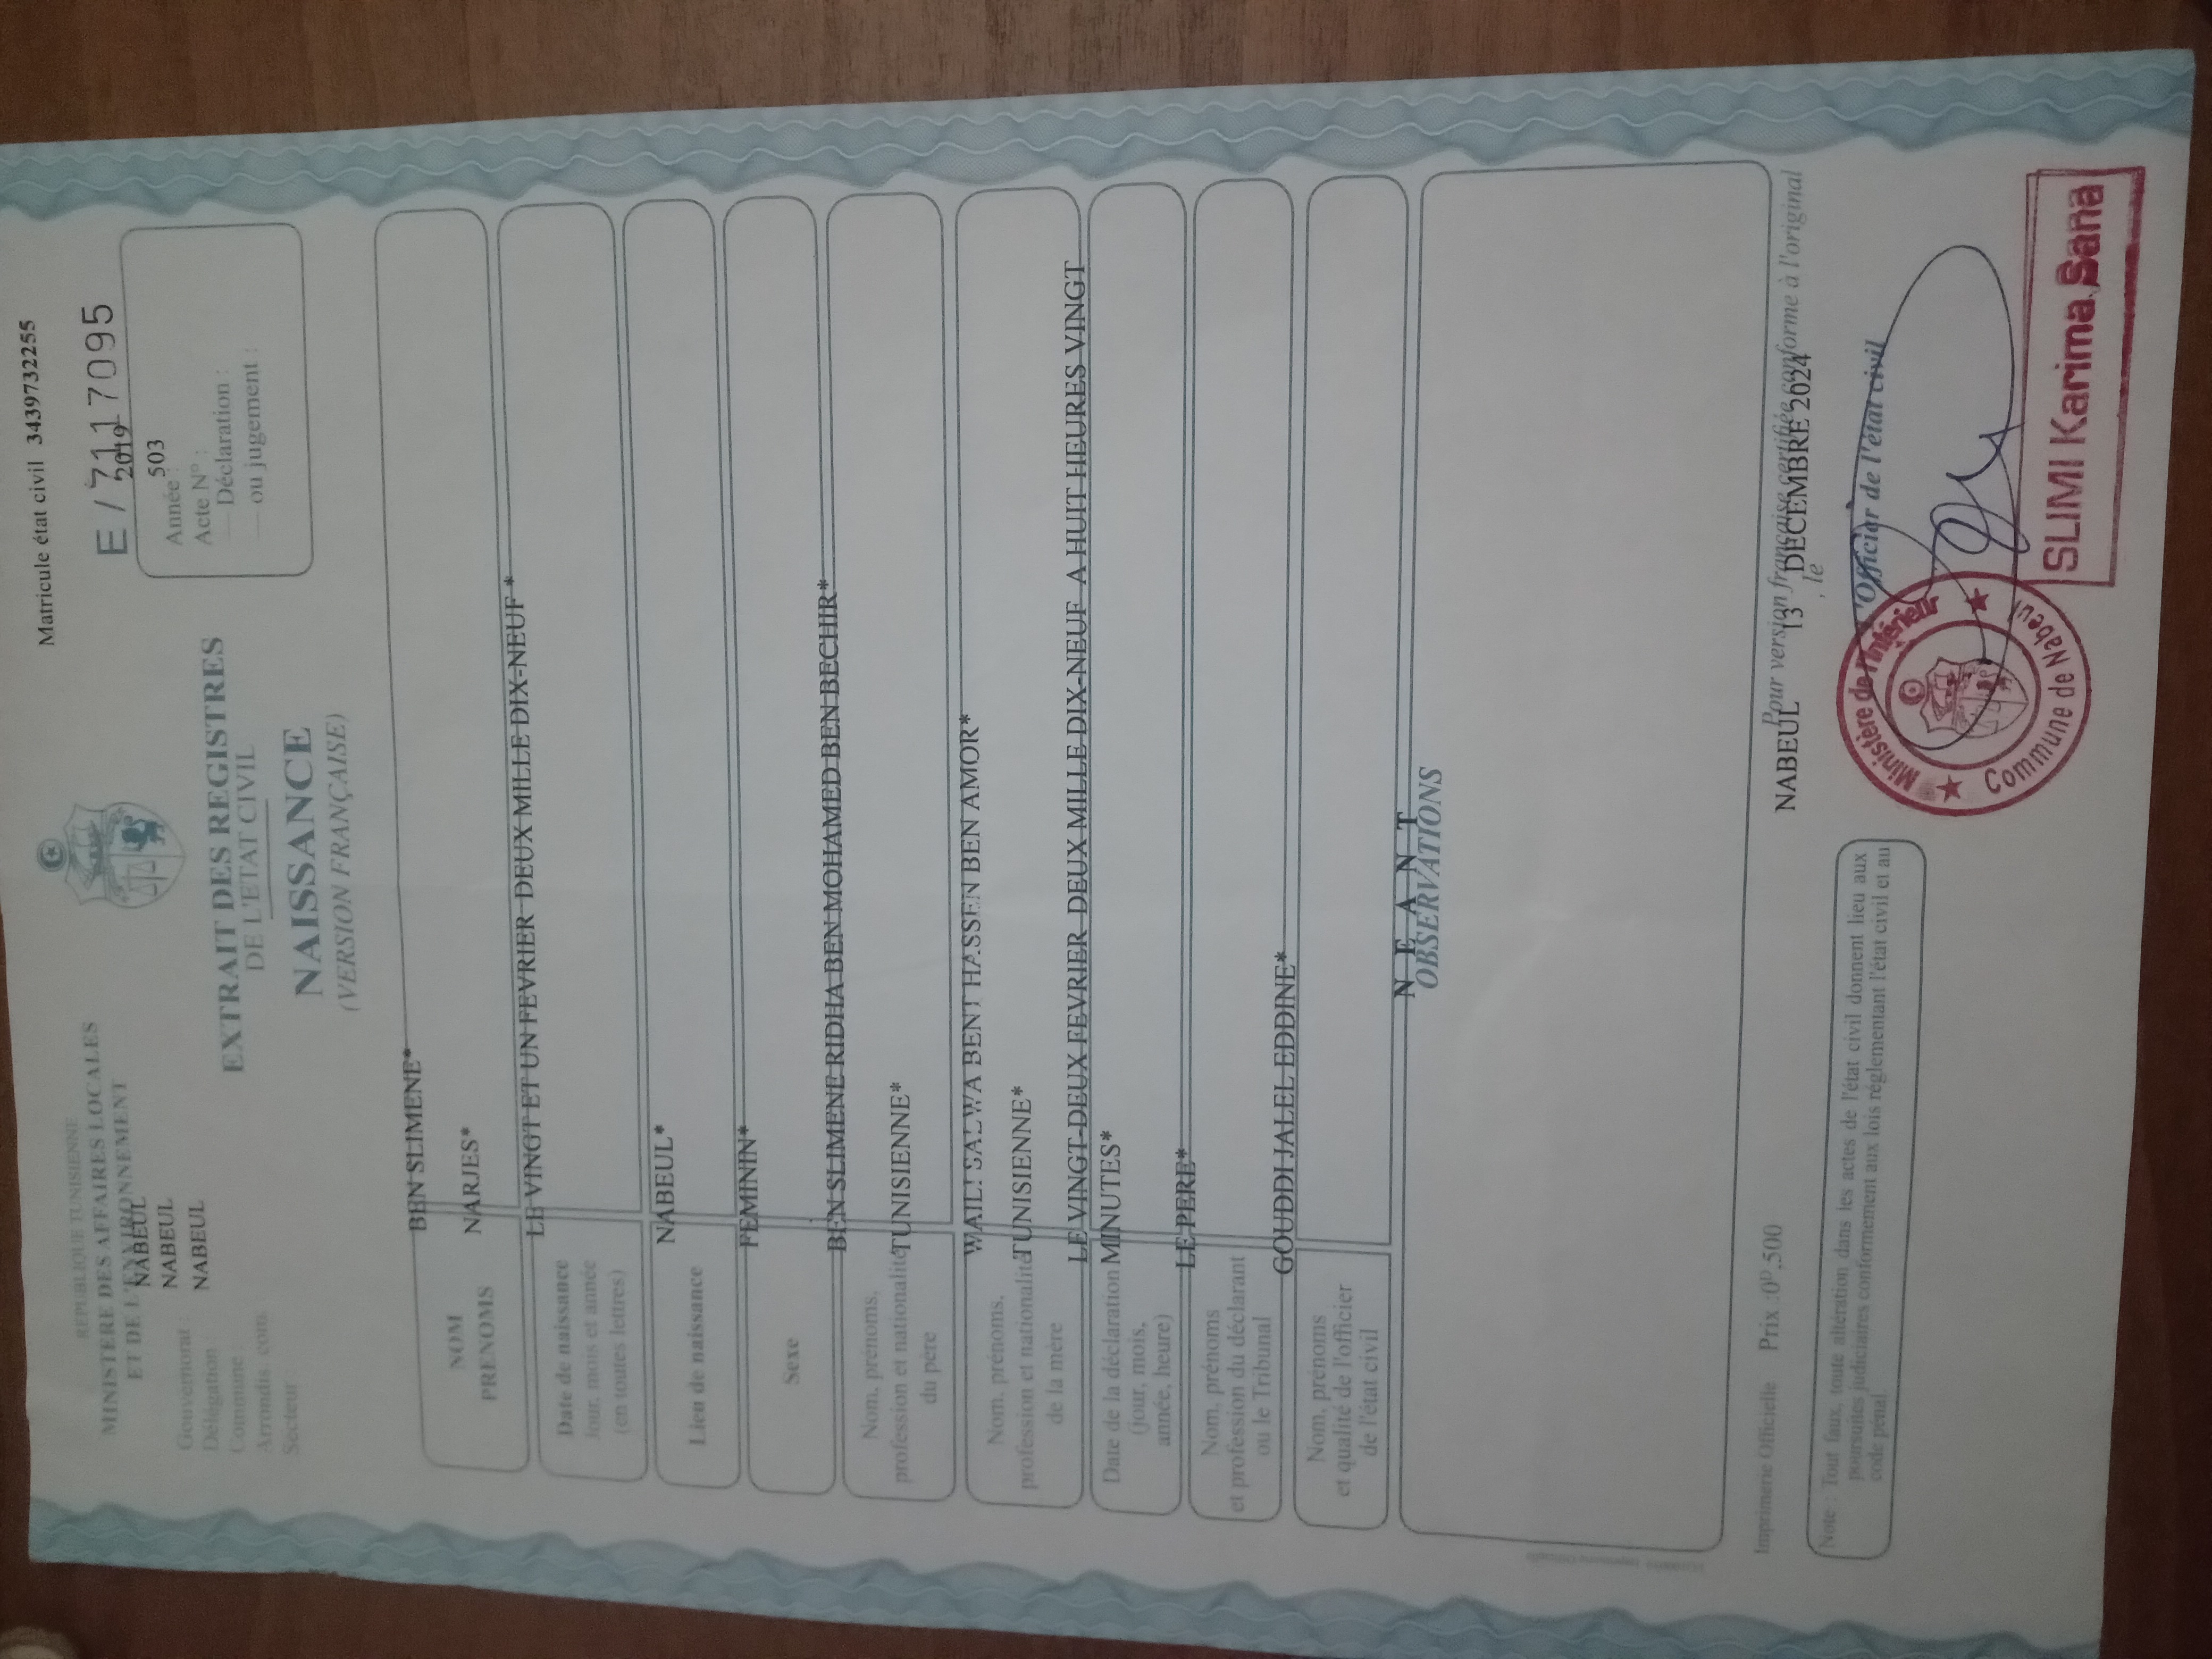 Matricule état civil 3439732255
E / 7117095
REPUBLIQUE TUNISIENNE
MINISTÈRE DES AFFAIRES LOCALES
ET DE L'ENVIRONNEMENT
NABEUL
NABEUL
NABEUL
Gouvernorat :
Délégation
Commune :
Arrondis. com.
Secteur
2019
503
Année :
Acte N° :
Déclaration :
ou jugement :
EXTRAIT DES REGISTRES
DE L'ETAT CIVIL
NAISSANCE
(VERSION FRANÇAISE)
BEN SLIMENE*
NOM
NARJES*
PRENOMS
LE VINGT ET UN FEVRIER DEUX MILLE DIX-NEUF *
Date de naissance
Jour, mois et année
(en toutes lettres)
NABEUL*
Lieu de naissance
FEMININ*
Sexe
BEN SLIMENE RIDHA BEN MOHAMED BEN BECHIR*
Nom, prénoms,
TUNISIENNE*
profession et nationalité
du père
SALWA BENT HASSEN BEN AMOR*
Nom, prénoms,
TUNISIENNE*
profession et nationalité
de la mère
LE VINGT-DEUX FEVRIER DEUX MILLE DIX-NEUF A HUIT HEURES VINGT
MINUTES*
Date de la déclaration
(jour, mois,
année, heure)
LE PERE*
Nom, prénoms
et profession du déclarant
ou le Tribunal
GOUDDI JALEL EDDINE*
Nom, prénoms
et qualité de l'officier
de l'état civil
N E A N T
OBSERVATIONS
Pour version française certifiée conforme à l'original
NABEUL , le 13 DECEMBRE 2024
Imprimerie Officielle Prix : 0D,500
L'Officier de l'état civil
Note : Tout faux, toute altération dans les actes de l'état civil donnent lieu aux
poursuites judiciaires conformement aux lois réglementant l'état civil et au
code pénal
Ministère de l'Intérieur
Commune de Nabeul
SLIMI Karima Sana